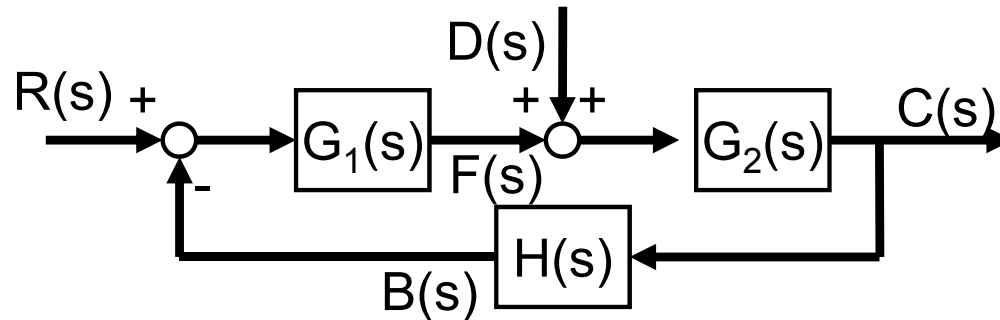 D(s)
R(s) + + + C(s)
G₁(s) G₂(s)
F(s)
-
H(s)
B(s)